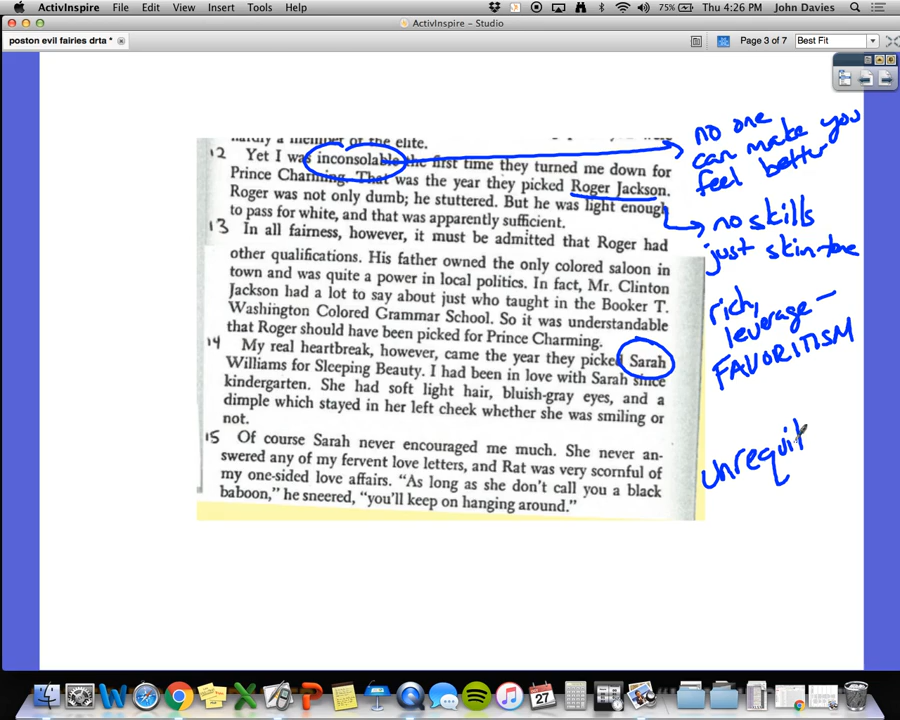 ActivInspire File Edit View Insert Tools Help 75% Thu 4:26 PM John Davies
ActivInspire - Studio
poston evil fairies drta *
Page 3 of 7 Best Fit
hardly a member of the elite.
12 Yet I was inconsolable the first time they turned me down for
Prince Charming. That was the year they picked Roger Jackson.
Roger was not only dumb; he stuttered. But he was light enough
to pass for white, and that was apparently sufficient.
13 In all fairness, however, it must be admitted that Roger had
other qualifications. His father owned the only colored saloon in
town and was quite a power in local politics. In fact, Mr. Clinton
Jackson had a lot to say about just who taught in the Booker T.
Washington Colored Grammar School. So it was understandable
that Roger should have been picked for Prince Charming.
14 My real heartbreak, however, came the year they picked Sarah
Williams for Sleeping Beauty. I had been in love with Sarah since
kindergarten. She had soft light hair, bluish-gray eyes, and a
dimple which stayed in her left cheek whether she was smiling or
not.
15 Of course Sarah never encouraged me much. She never an-
swered any of my fervent love letters, and Rat was very scornful of
my one-sided love affairs. “As long as she don't call you a black
baboon,” he sneered, “you'll keep on hanging around.”
no one
can make you
feel better
no skills
just skin-tone
rich,
leverage-
FAVORITISM
unrequit
27